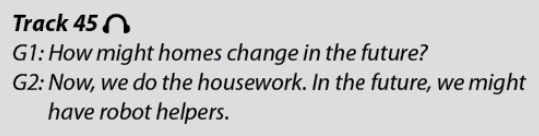 Track 45
G1: How might homes change in the future?
G2: Now, we do the housework. In the future, we might
have robot helpers.